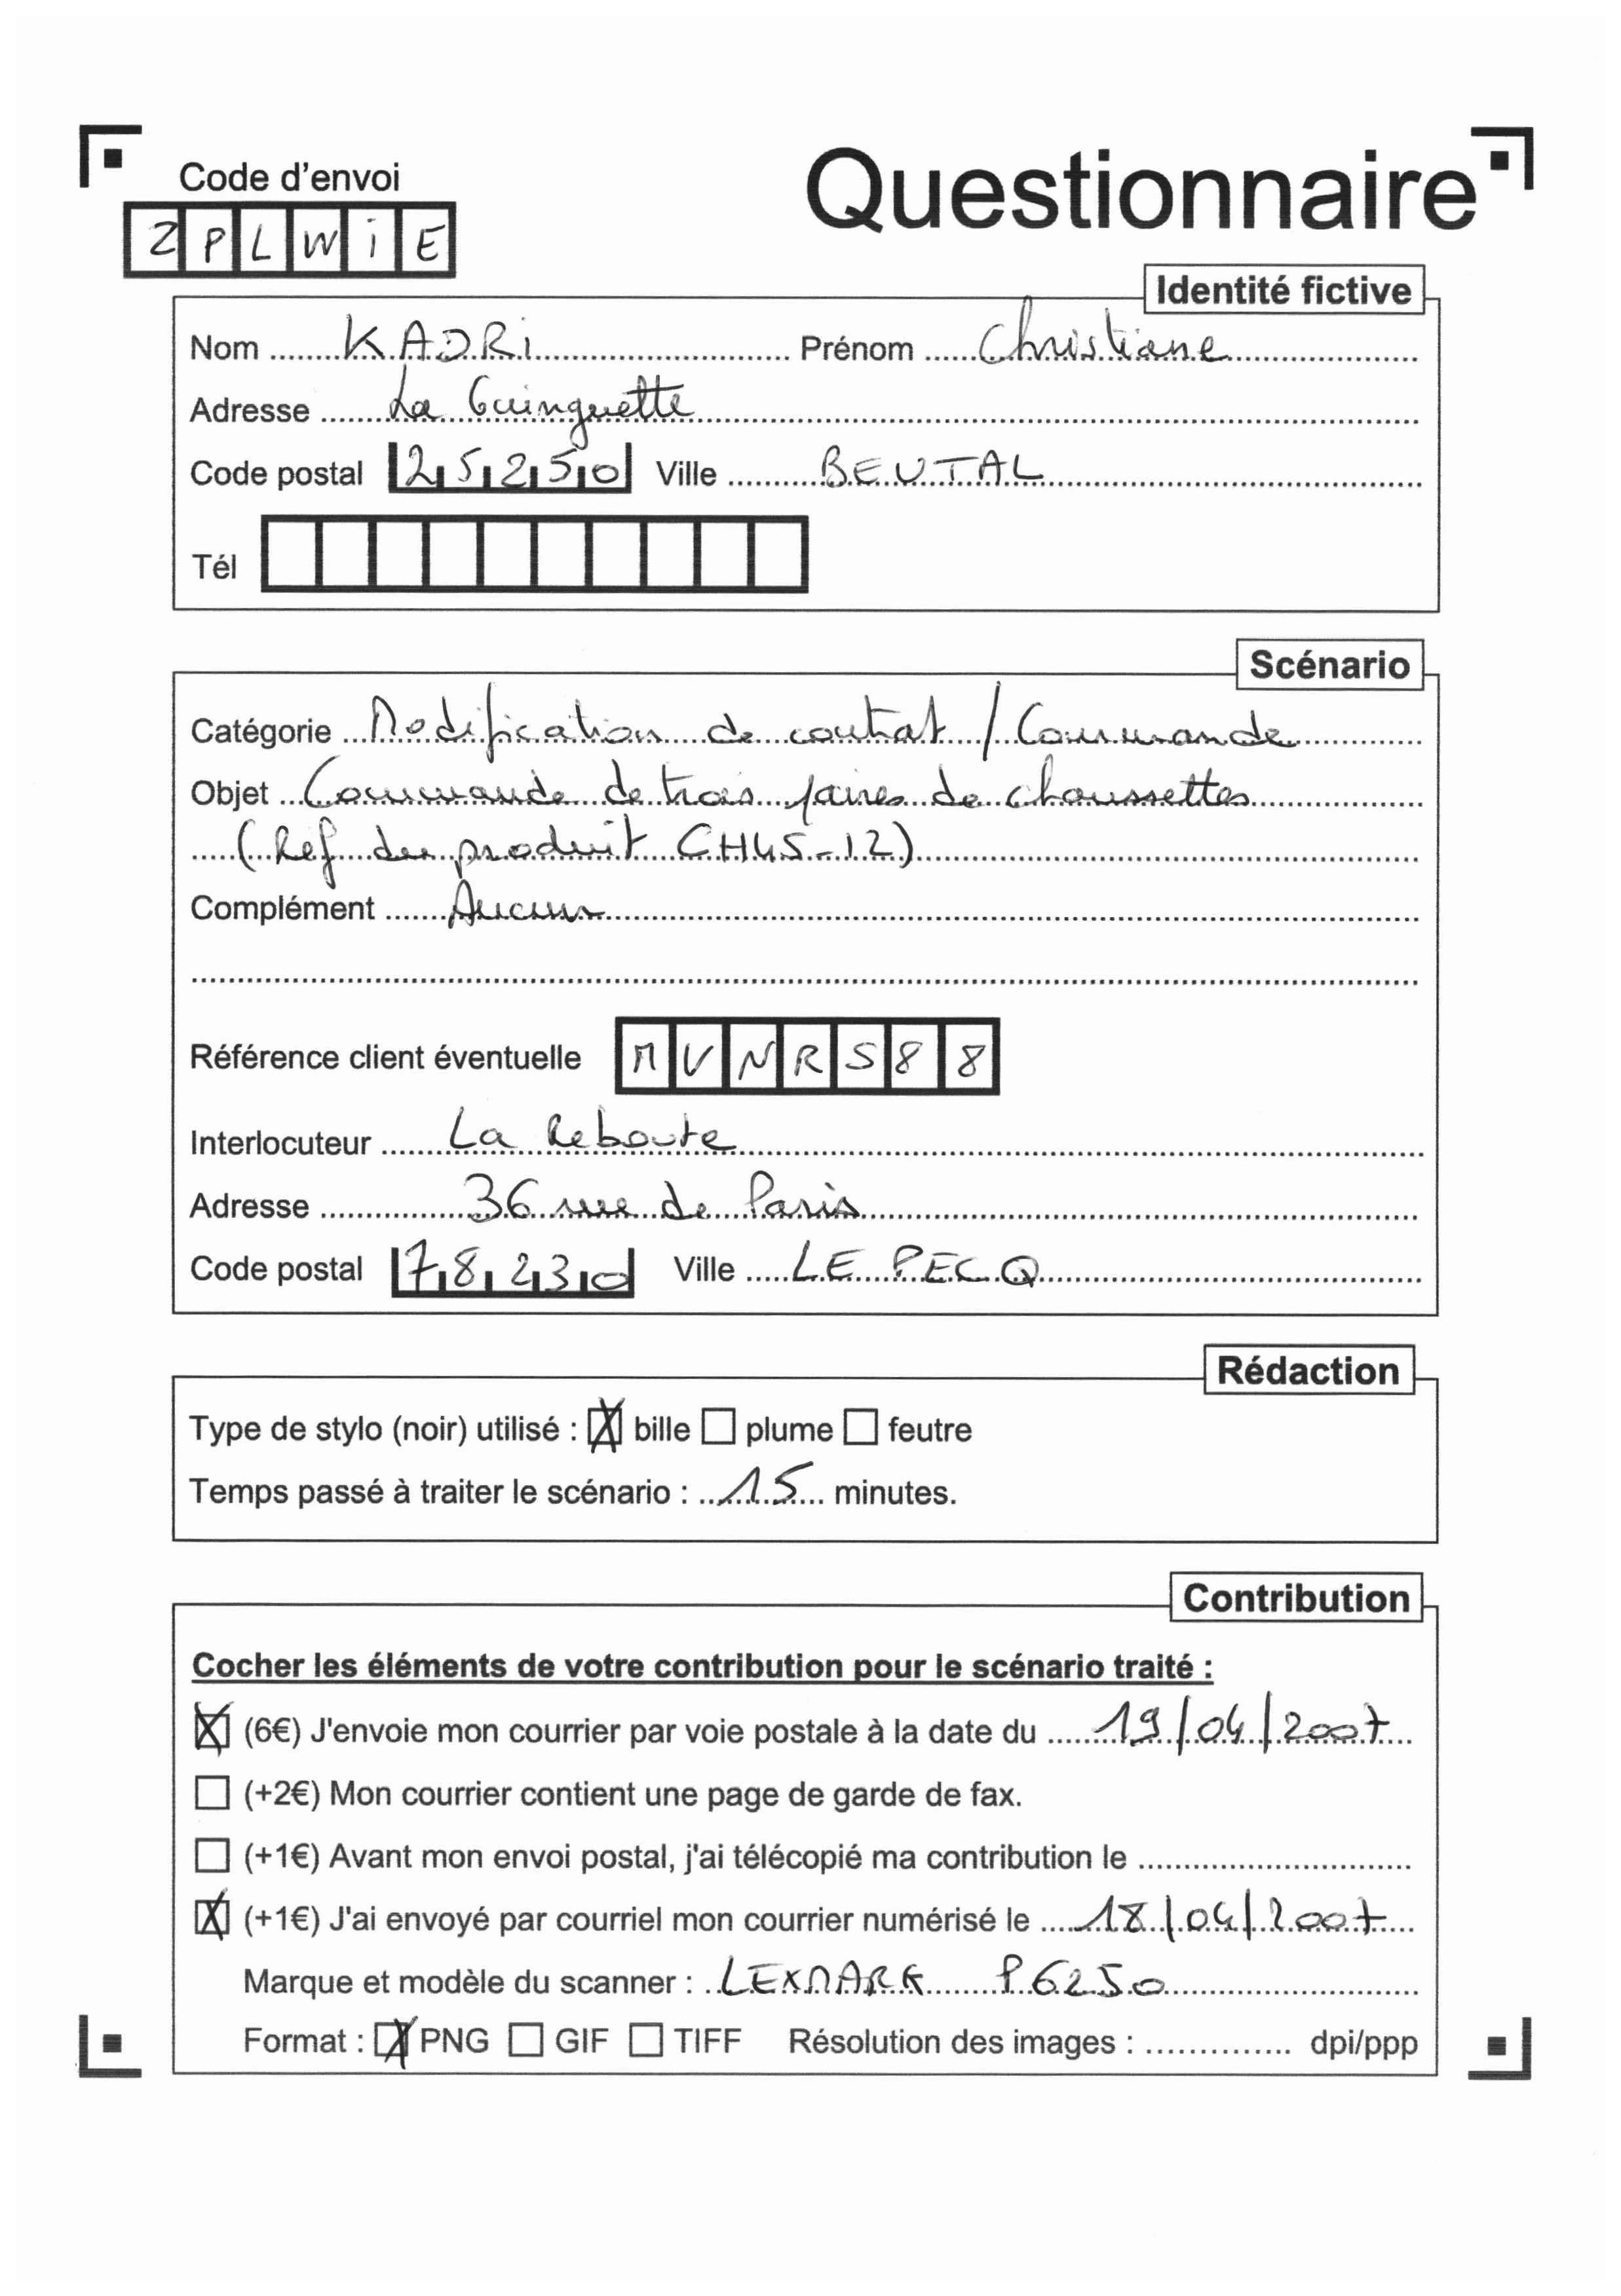 Code d'envoi
Questionnaire
ZPLWiE
Identité fictive
Nom KADRi Prénom Christiane
Adresse La Guinguette
Code postal 25250 Ville BEUTAL
Tél
Scénario
Catégorie Modification de contrat / Commande
Objet Commande de trois paires de chaussettes
(Ref du produit CH45-12)
Complément Aucun
Référence client éventuelle MVNRS88
Interlocuteur La Reboute
Adresse 36 rue de Paris
Code postal 78230 Ville LE PECQ
Rédaction
Type de stylo (noir) utilisé : bille plume feutre
Temps passé à traiter le scénario : 15 minutes.
Contribution
Cocher les éléments de votre contribution pour le scénario traité :
(6€) J'envoie mon courrier par voie postale à la date du 19/04/2007
(+2€) Mon courrier contient une page de garde de fax.
(+1€) Avant mon envoi postal, j'ai télécopié ma contribution le
(+1€) J'ai envoyé par courriel mon courrier numérisé le 18/04/2007
Marque et modèle du scanner : LEXMARK P6250
Format : PNG GIF TIFF Résolution des images : dpi/ppp